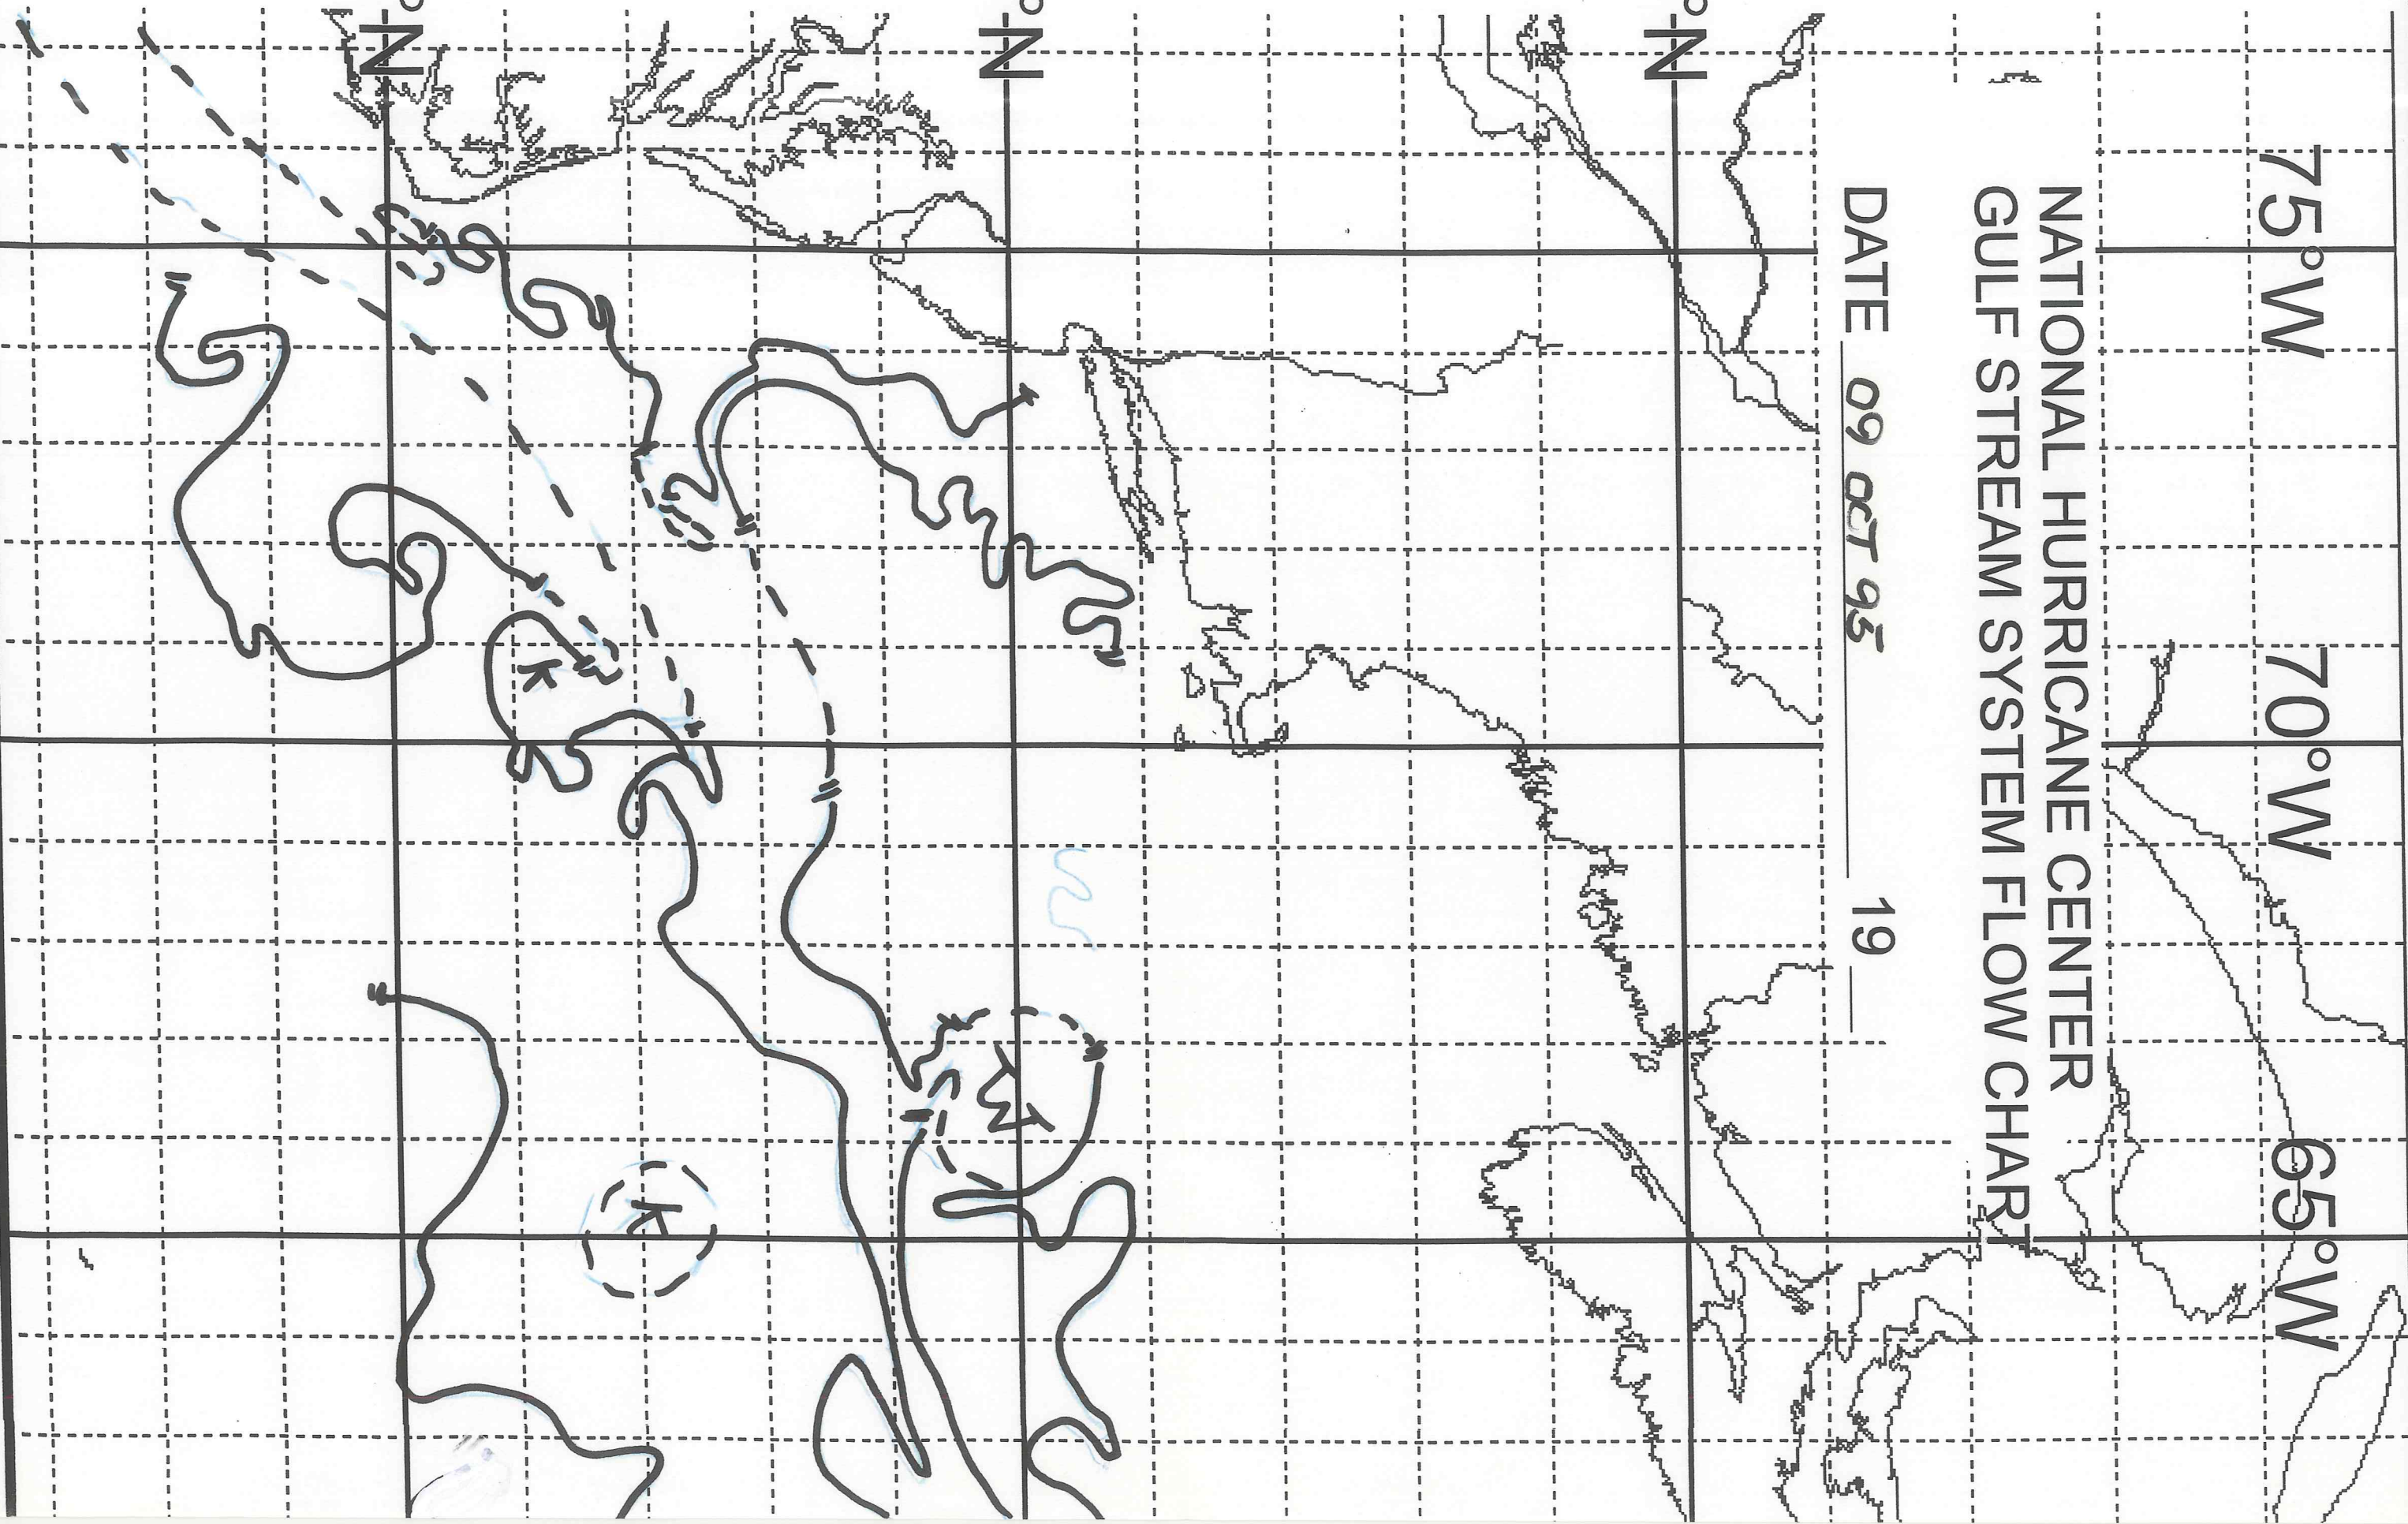 75°W 70°W 65°W
NATIONAL HURRICANE CENTER
GULF STREAM SYSTEM FLOW CHART
DATE 09 OCT 95 19
°N
°N
°N
K
K
W